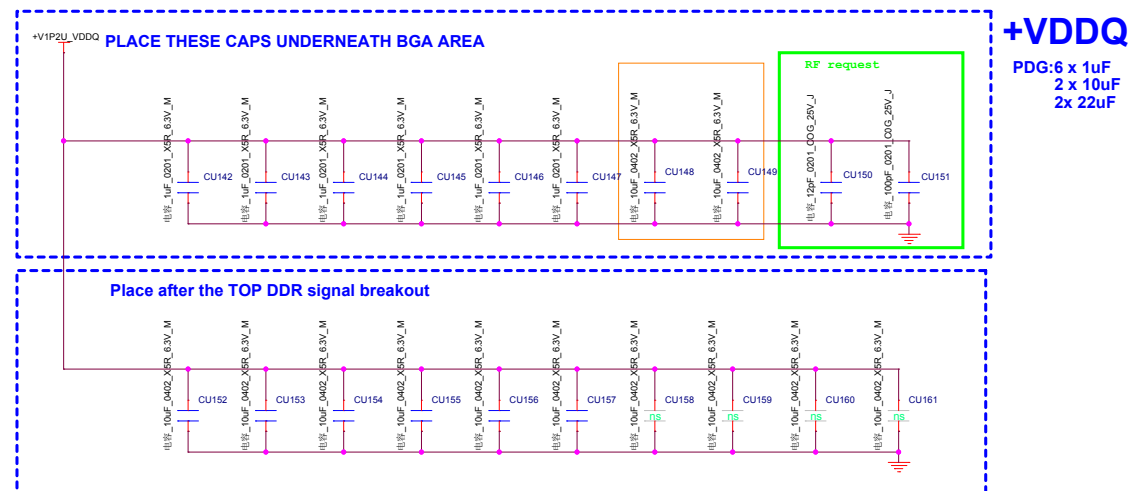 +V1P2U_VDDQ
PLACE THESE CAPS UNDERNEATH BGA AREA
+VDDQ
PDG:6 x 1uF
2 x 10uF
2x 22uF
RF request
电容_1uF_0201_X5R_6.3V_M
CU142
电容_1uF_0201_X5R_6.3V_M
CU143
电容_1uF_0201_X5R_6.3V_M
CU144
电容_1uF_0201_X5R_6.3V_M
CU145
电容_1uF_0201_X5R_6.3V_M
CU146
电容_1uF_0201_X5R_6.3V_M
CU147
电容_10uF_0402_X5R_6.3V_M
CU148
电容_10uF_0402_X5R_6.3V_M
CU149
电容_12pF_0201_COG_25V_J
CU150
电容_100pF_0201_C0G_25V_J
CU151
Place after the TOP DDR signal breakout
电容_10uF_0402_X5R_6.3V_M
CU152
电容_10uF_0402_X5R_6.3V_M
CU153
电容_10uF_0402_X5R_6.3V_M
CU154
电容_10uF_0402_X5R_6.3V_M
CU155
电容_10uF_0402_X5R_6.3V_M
CU156
电容_10uF_0402_X5R_6.3V_M
CU157
电容_10uF_0402_X5R_6.3V_M
CU158
ns
电容_10uF_0402_X5R_6.3V_M
CU159
ns
电容_10uF_0402_X5R_6.3V_M
CU160
ns
电容_10uF_0402_X5R_6.3V_M
CU161
ns